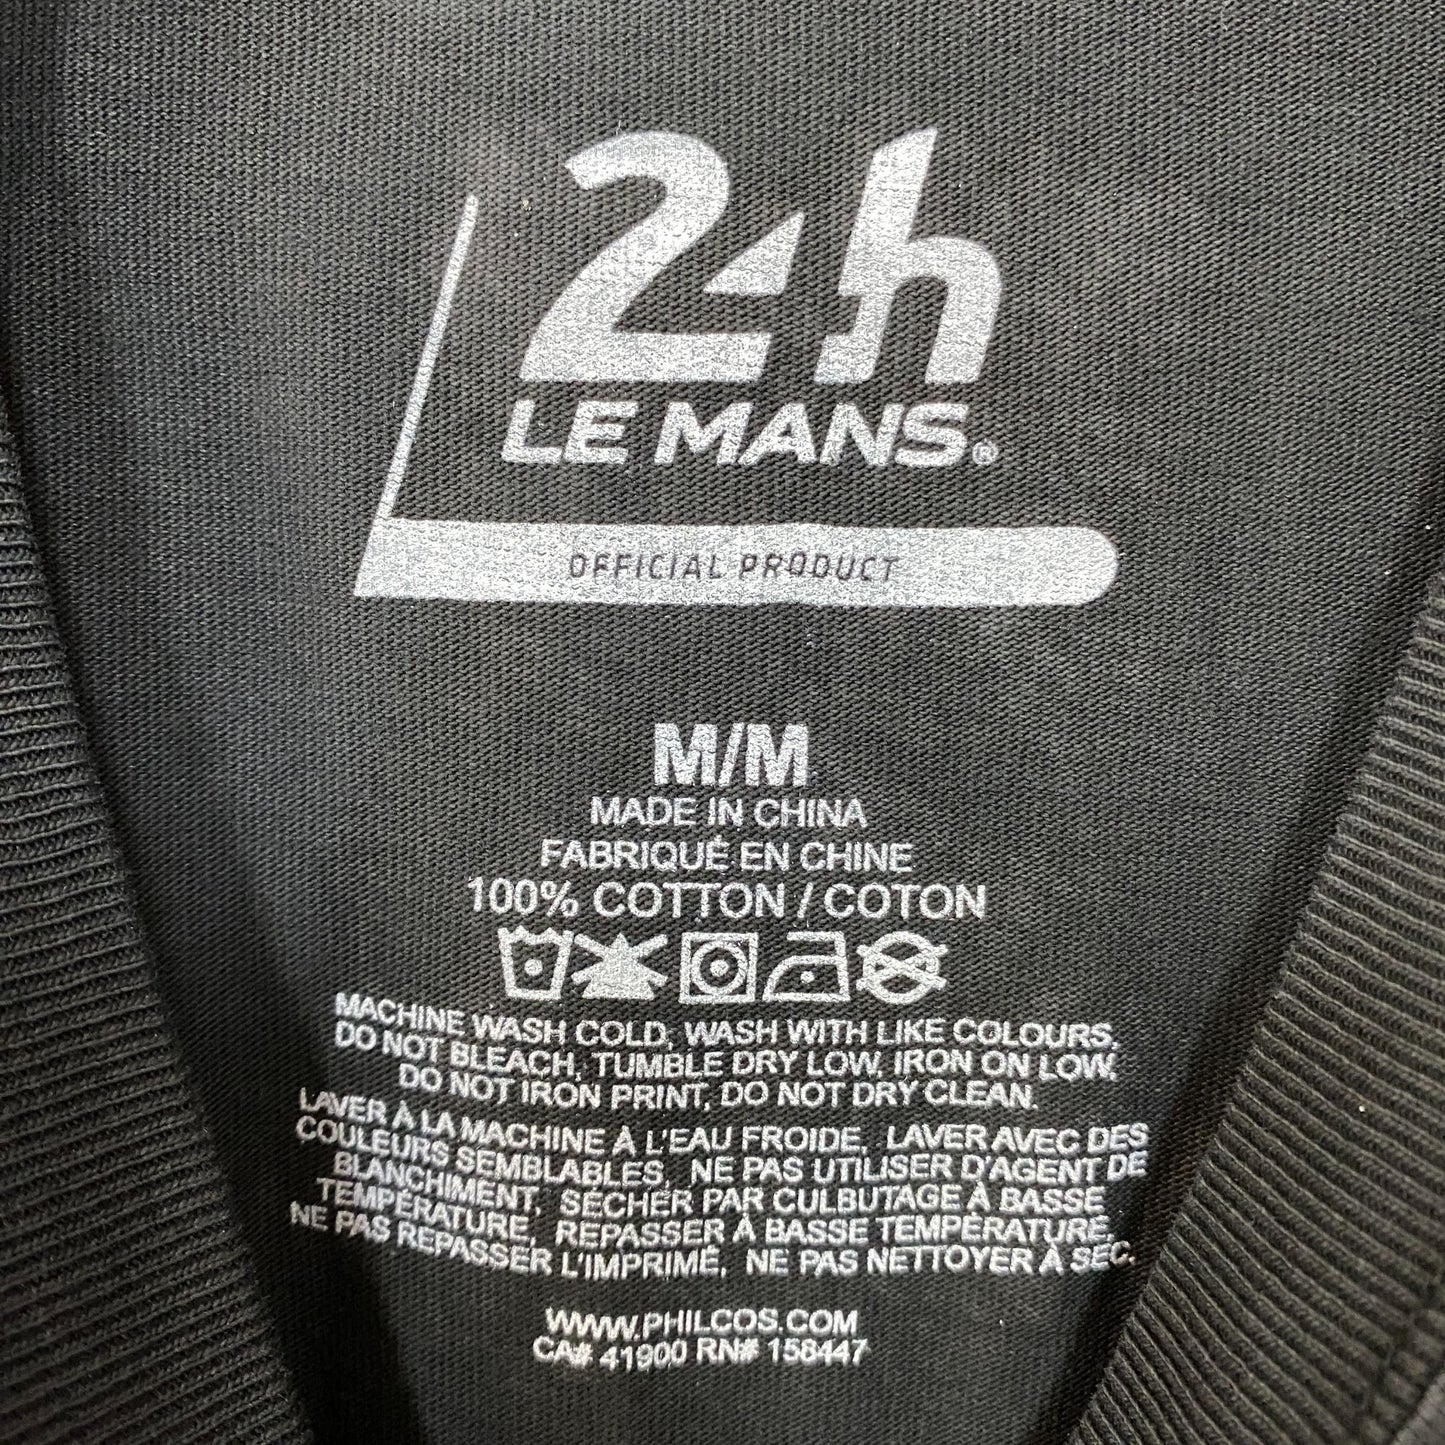 24h
LE MANS®
OFFICIAL PRODUCT
M/M
MADE IN CHINA
FABRIQUÉ EN CHINE
100% COTTON / COTON
MACHINE WASH COLD, WASH WITH LIKE COLOURS.
DO NOT BLEACH, TUMBLE DRY LOW, IRON ON LOW,
DO NOT IRON PRINT, DO NOT DRY CLEAN.
LAVER À LA MACHINE À L'EAU FROIDE, LAVER AVEC DES
COULEURS SEMBLABLES, NE PAS UTILISER D'AGENT DE
BLANCHIMENT, SÉCHER PAR CULBUTAGE À BASSE
TEMPÉRATURE, REPASSER À BASSE TEMPÉRATURE,
NE PAS REPASSER L'IMPRIMÉ, NE PAS NETTOYER À SEC.
WWW.PHILCOS.COM
CA# 41900 RN# 158447